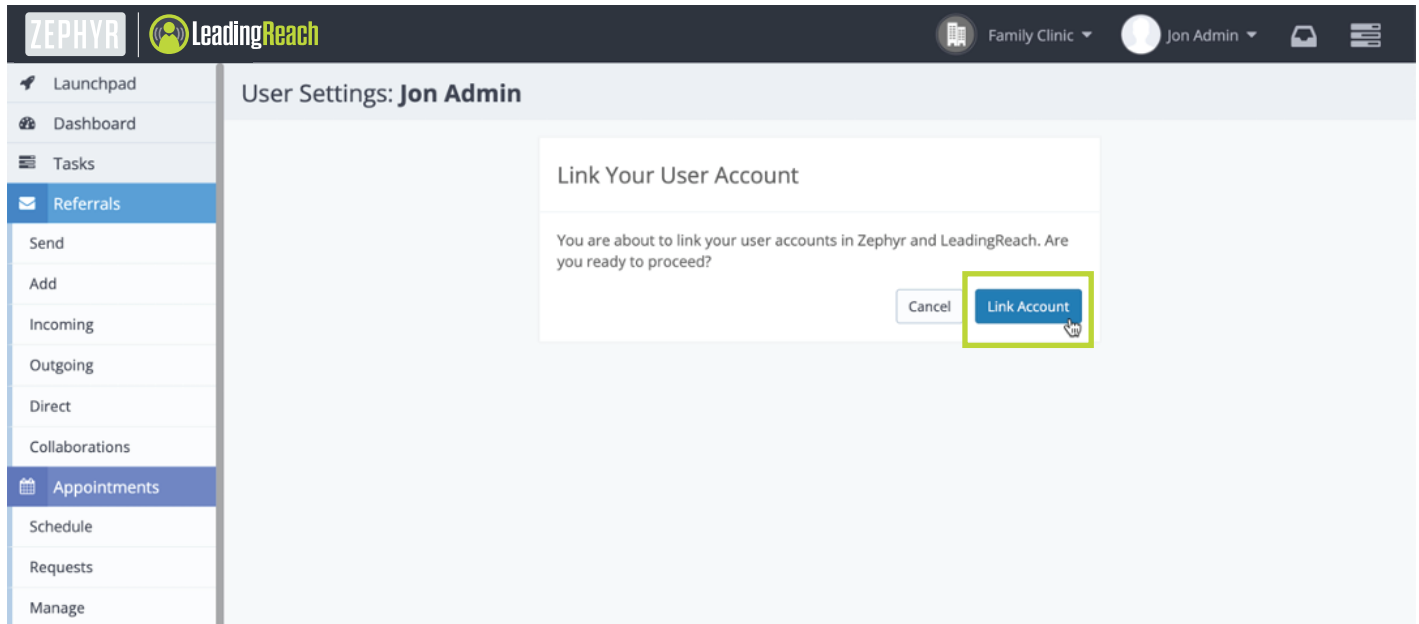 ZEPHYR LeadingReach Family Clinic Jon Admin
Launchpad
User Settings: Jon Admin
Dashboard
Tasks
Link Your User Account
Referrals
Send
You are about to link your user accounts in Zephyr and LeadingReach. Are
you ready to proceed?
Add
Cancel Link Account
Incoming
Outgoing
Direct
Collaborations
Appointments
Schedule
Requests
Manage